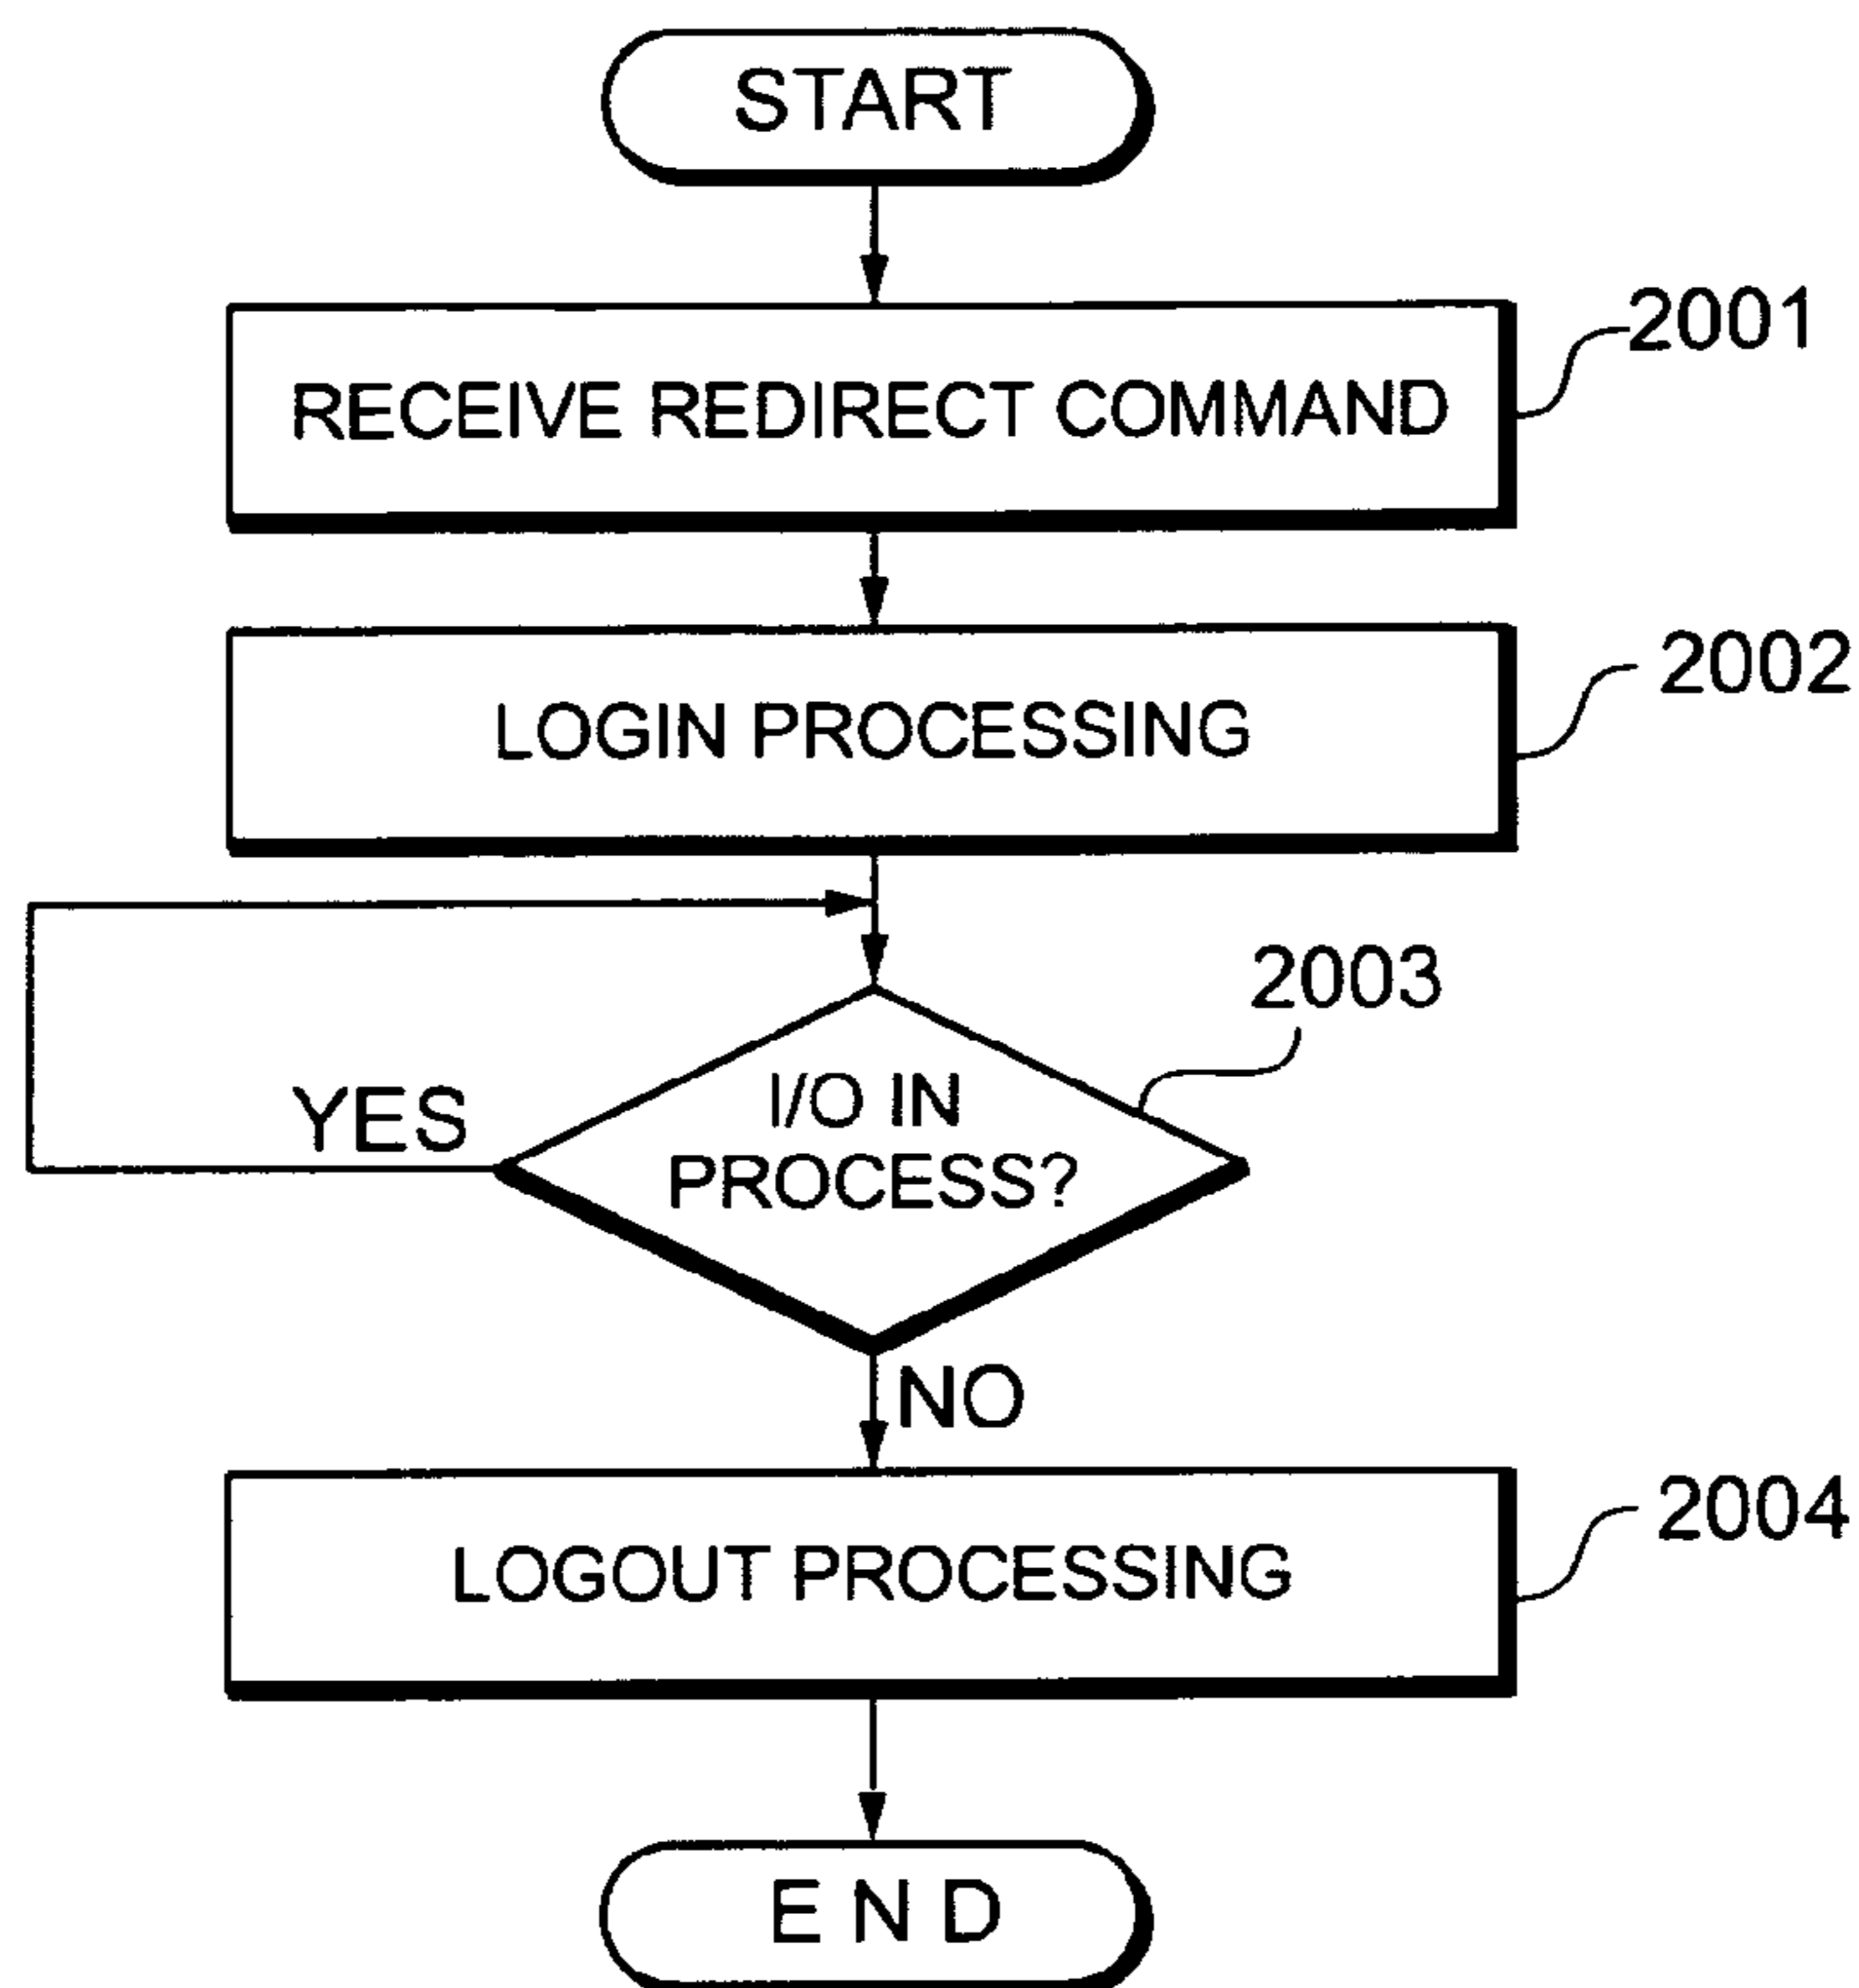 START
RECEIVE REDIRECT COMMAND
2001
LOGIN PROCESSING
2002
2003
I/O IN
PROCESS?
YES
NO
LOGOUT PROCESSING
2004
END